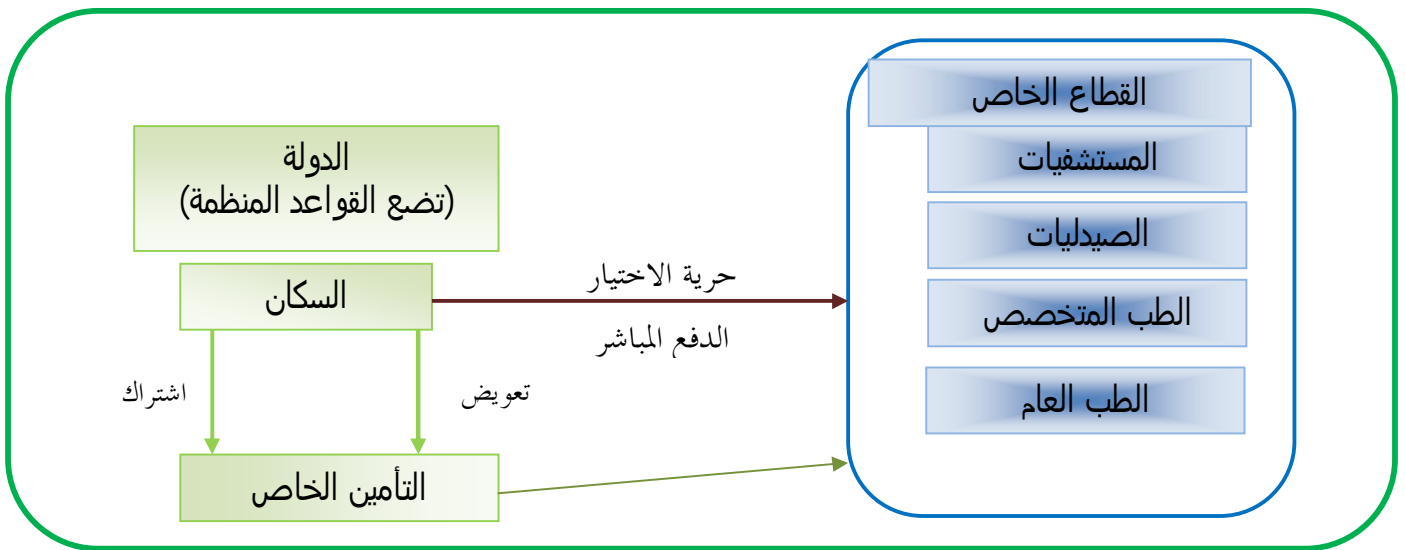 القطاع الخاص
المستشفيات
الصيدليات
الطب المتخصص
الطب العام
الدولة
(تضع القواعد المنظمة)
السكان
حرية الاختيار
الدفع المباشر
تعويض
اشتراك
التأمين الخاص